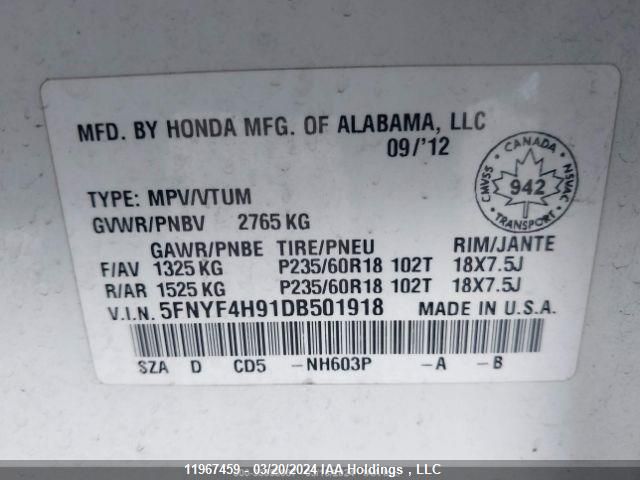 MFD. BY HONDA MFG. OF ALABAMA, LLC
09/'12
CANADA
CMVSS
942
NSVAC
TRANSPORT
TYPE: MPV/VTUM
GVWR/PNBV 2765 KG
GAWR/PNBE TIRE/PNEU RIM/JANTE
F/AV 1325 KG P235/60R18 102T 18X7.5J
R/AR 1525 KG P235/60R18 102T 18X7.5J
V.I.N. 5FNYF4H91DB501918 MADE IN U.S.A.
SZA D CD5 -NH603P -A -B
11967459 - 03/20/2024 IAA Holdings , LLC